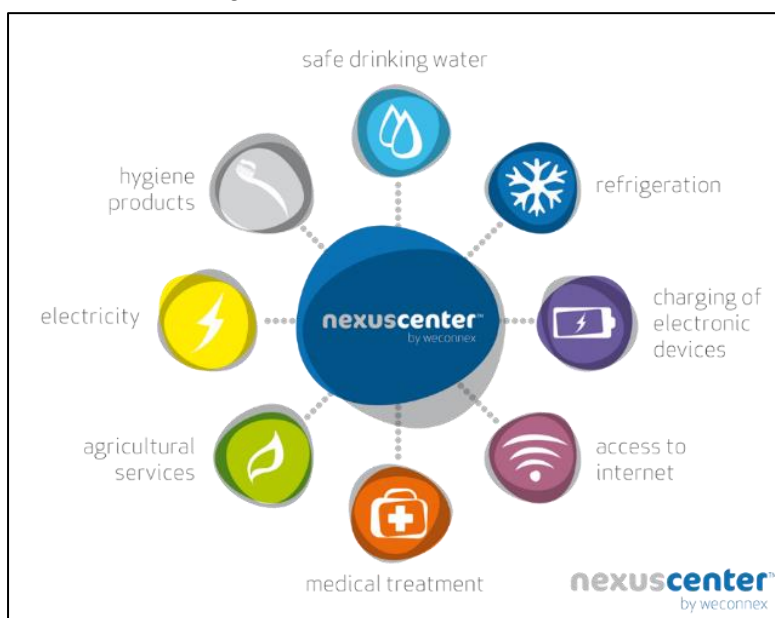 safe drinking water
hygiene
products
refrigeration
electricity
nexuscenter™
by weconnex
charging of
electronic
devices
agricultural
services
access to
internet
medical treatment
nexuscenter™
by weconnex